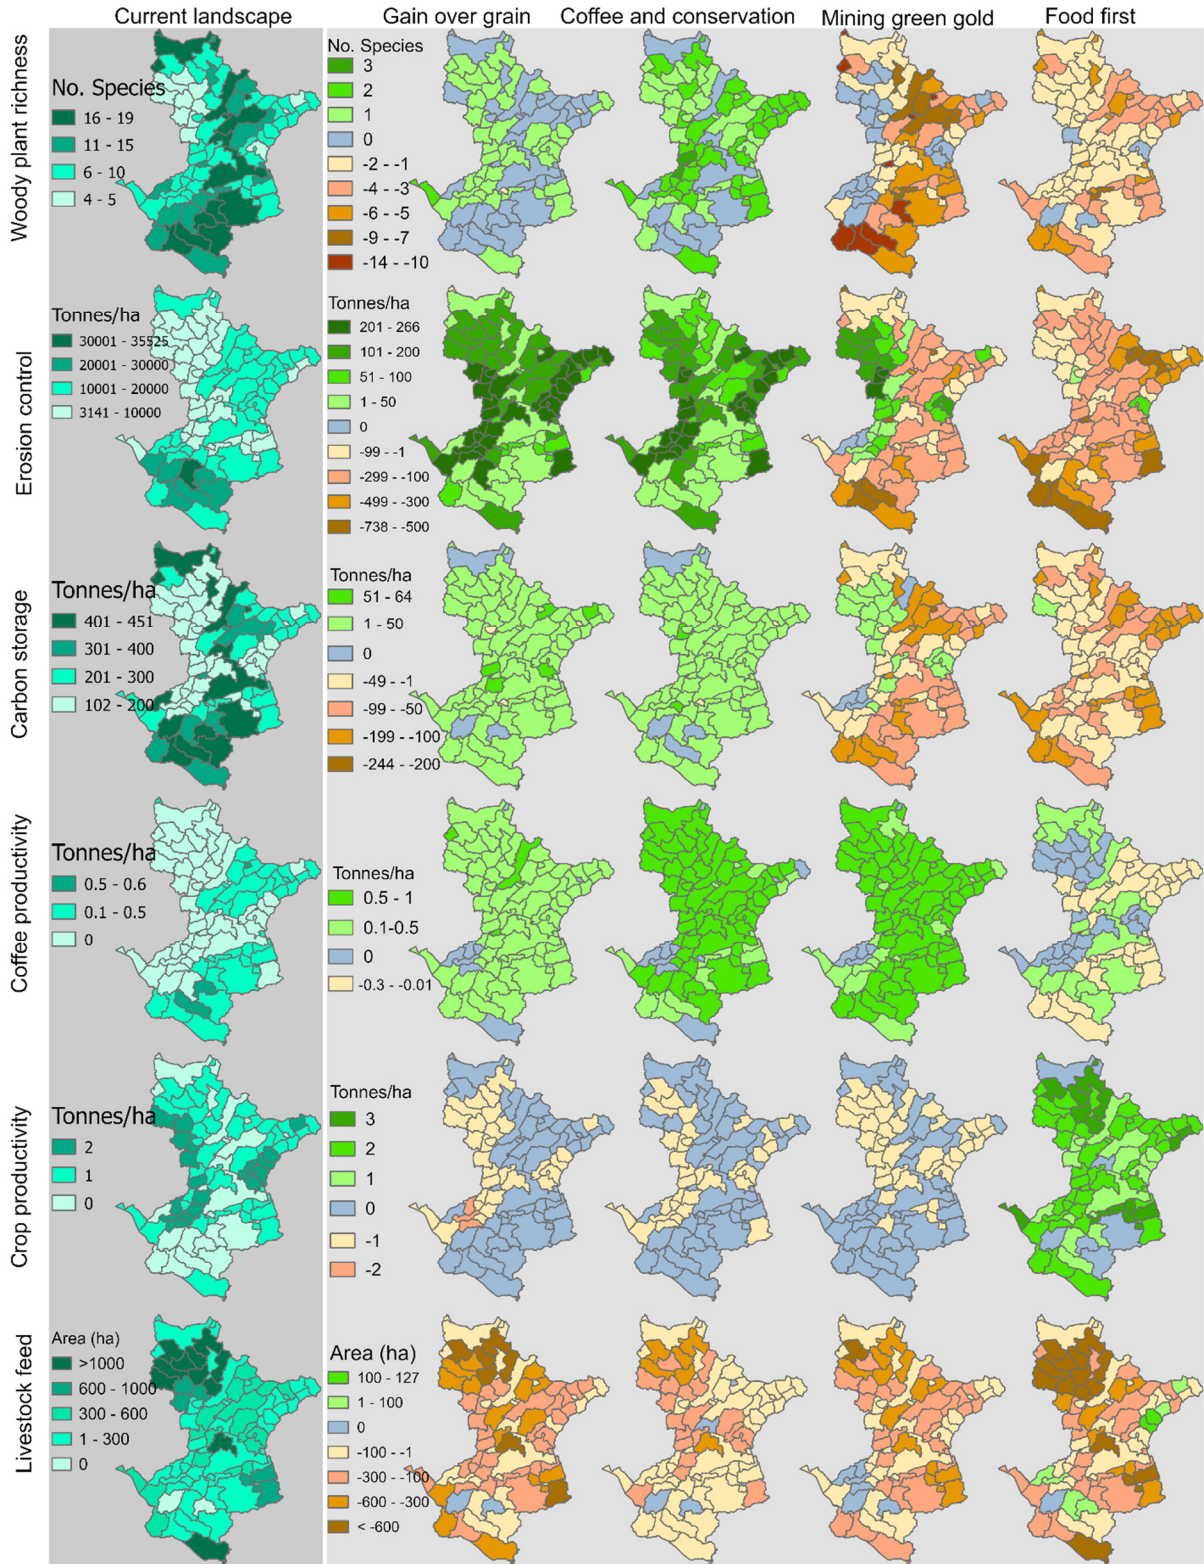 Current landscape
Gain over grain
Coffee and conservation
Mining green gold
Food first
Woody plant richness
No. Species
16 - 19
11 - 15
6 - 10
4 - 5
No. Species
3
2
1
0
-2 - -1
-4 - -3
-6 - -5
-9 - -7
-14 - -10
Erosion control
Tonnes/ha
30001 - 35525
20001 - 30000
10001 - 20000
3141 - 10000
Tonnes/ha
201 - 266
101 - 200
51 - 100
1 - 50
0
-99 - -1
-299 - -100
-499 - -300
-738 - -500
Carbon storage
Tonnes/ha
401 - 451
301 - 400
201 - 300
102 - 200
Tonnes/ha
51 - 64
1 - 50
0
-49 - -1
-99 - -50
-199 - -100
-244 - -200
Coffee productivity
Tonnes/ha
0.5 - 0.6
0.1 - 0.5
0
Tonnes/ha
0.5 - 1
0.1-0.5
0
-0.3 - -0.01
Crop productivity
Tonnes/ha
2
1
0
Tonnes/ha
3
2
1
0
-1
-2
Livestock feed
Area (ha)
>1000
600 - 1000
300 - 600
1 - 300
0
Area (ha)
100 - 127
1 - 100
0
-100 - -1
-300 - -100
-600 - -300
< -600